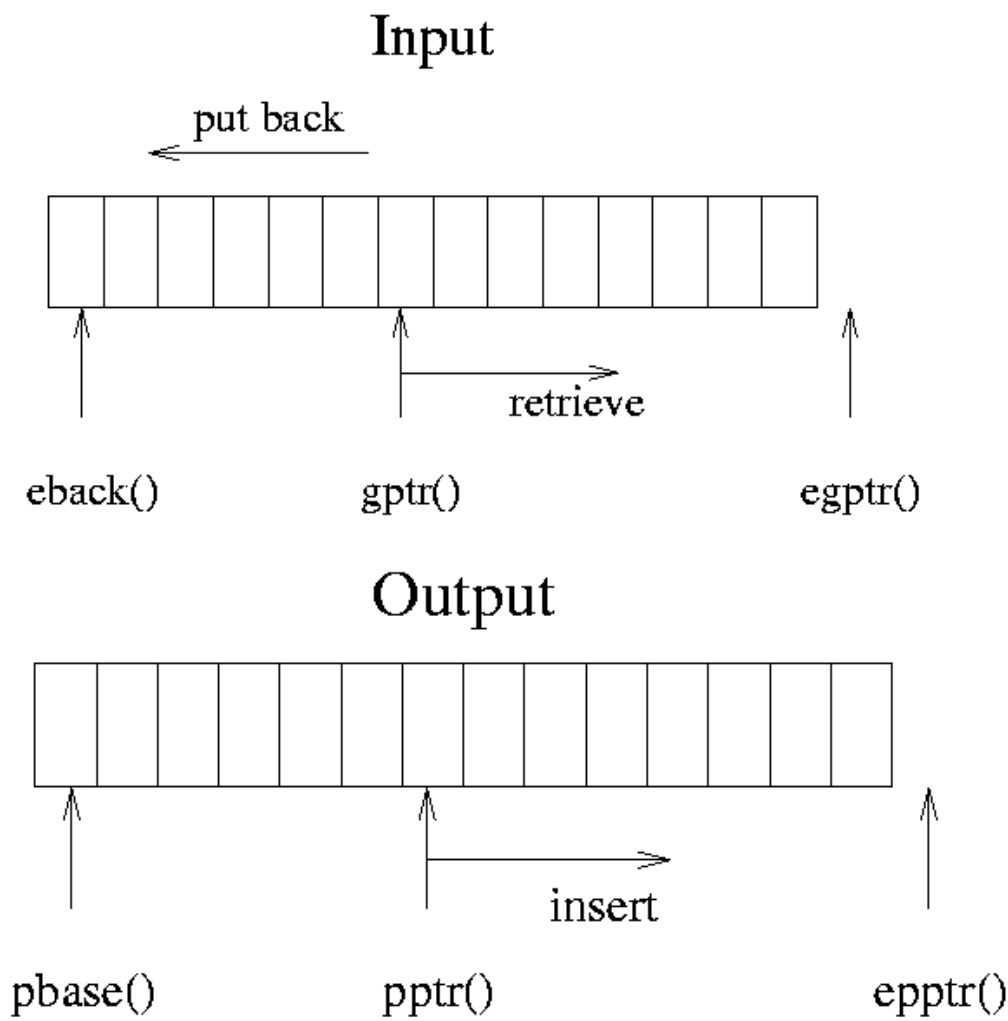 Input
put back
retrieve
eback() gptr() egptr()
Output
insert
pbase() pptr() epptr()